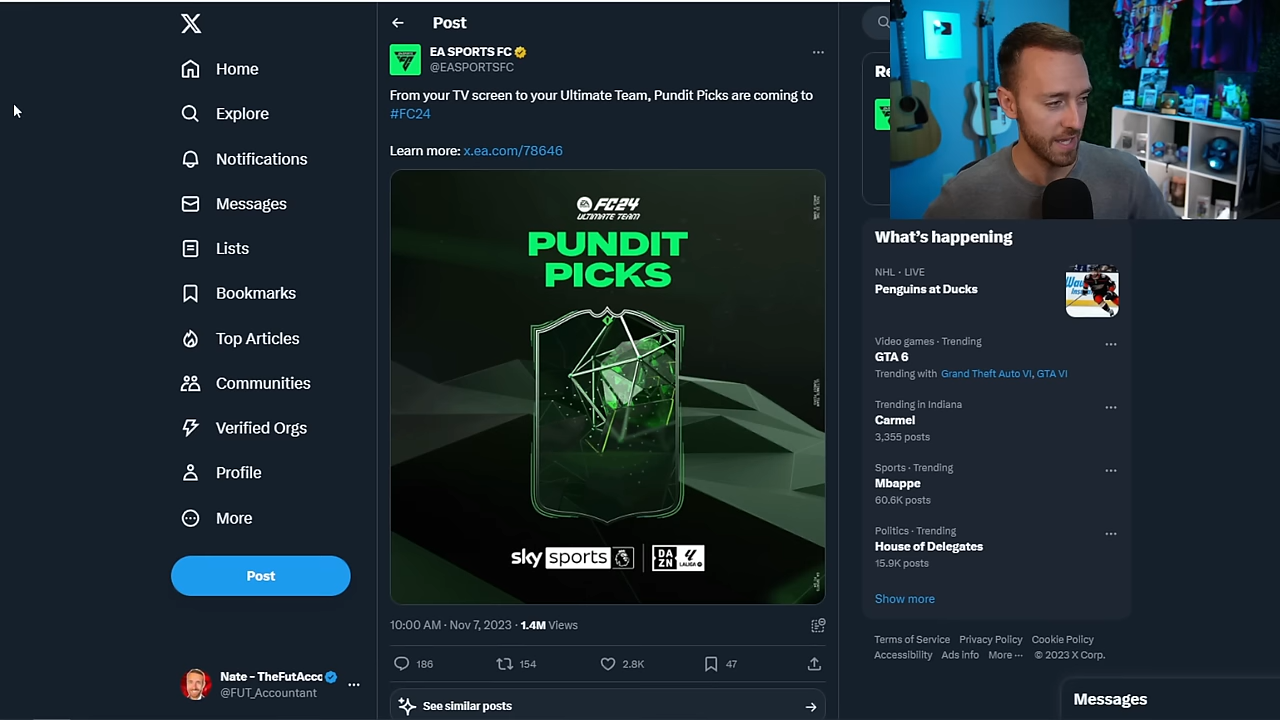 Home
Explore
Notifications
Messages
Lists
Bookmarks
Top Articles
Communities
Verified Orgs
Profile
More
Post
Nate - TheFutAcco
@FUT_Accountant
Post
EA SPORTS FC
@EASPORTSFC
From your TV screen to your Ultimate Team, Pundit Picks are coming to
#FC24
Learn more: x.ea.com/78646
FC24
ULTIMATE TEAM
PUNDIT
PICKS
sky sports
DAZN
LALIGA
10:00 AM · Nov 7, 2023 · 1.4M Views
186 154 2.8K 47
See similar posts
Re
What's happening
NHL · LIVE
Penguins at Ducks
Video games · Trending
GTA 6
Trending with Grand Theft Auto VI, GTA VI
Trending in Indiana
Carmel
3,355 posts
Sports · Trending
Mbappe
60.6K posts
Politics · Trending
House of Delegates
15.9K posts
Show more
Terms of Service Privacy Policy Cookie Policy
Accessibility Ads info More ··· © 2023 X Corp.
Messages